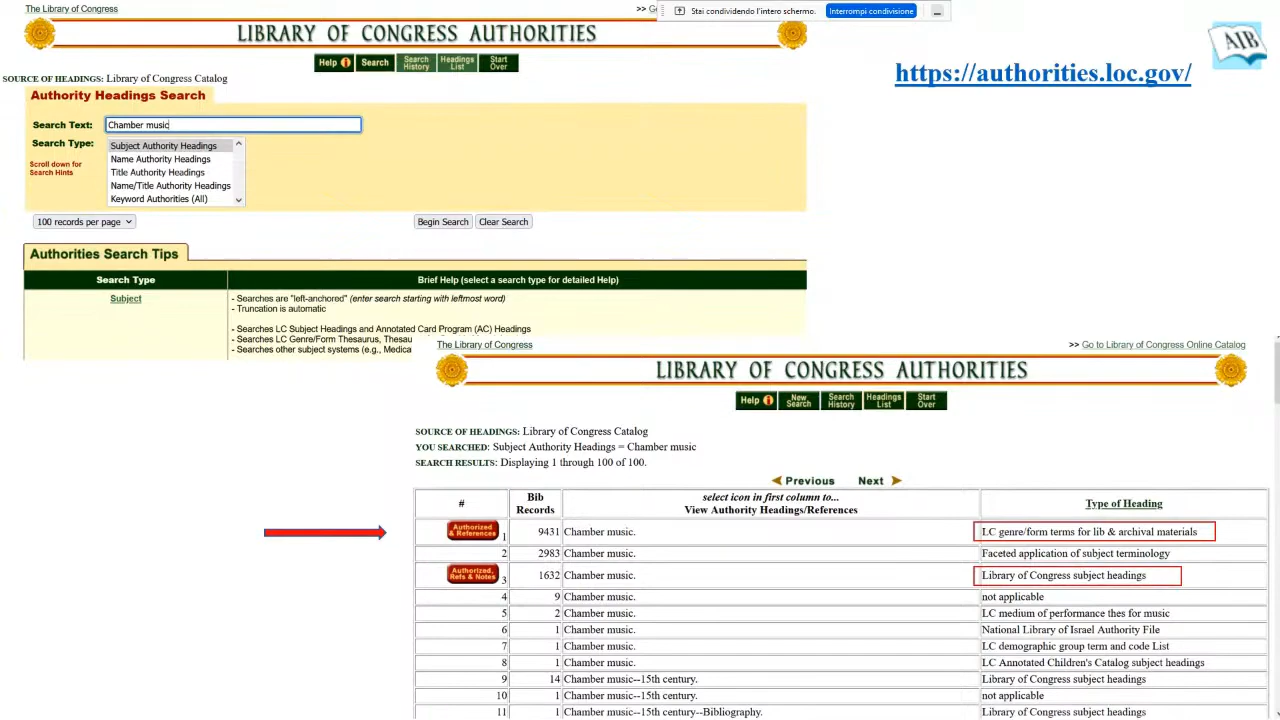 The Library of Congress
>> G
Stai condividendo l'intero schermo. Interrompi condivisione
LIBRARY OF CONGRESS AUTHORITIES
AIB
Help Search Search History Headings List Start Over
https://authorities.loc.gov/
SOURCE OF HEADINGS: Library of Congress Catalog
Authority Headings Search
Search Text: Chamber music
Search Type: Subject Authority Headings
Name Authority Headings
Scroll down for Search Hints
Title Authority Headings
Name/Title Authority Headings
Keyword Authorities (All)
100 records per page Begin Search Clear Search
Authorities Search Tips
Search Type Brief Help (select a search type for detailed Help)
Subject - Searches are "left-anchored" (enter search starting with leftmost word)
- Truncation is automatic
- Searches LC Subject Headings and Annotated Card Program (AC) Headings
- Searches LC Genre/Form Thesaurus, Thesau
- Searches other subject systems (e.g., Medica
The Library of Congress >> Go to Library of Congress Online Catalog
LIBRARY OF CONGRESS AUTHORITIES
Help New Search Search History Headings List Start Over
SOURCE OF HEADINGS: Library of Congress Catalog
YOU SEARCHED: Subject Authority Headings = Chamber music
SEARCH RESULTS: Displaying 1 through 100 of 100.
Previous Next
# Bib Records select icon in first column to... View Authority Headings/References Type of Heading
Authorized & References 1 9431 Chamber music. LC genre/form terms for lib & archival materials
2 2983 Chamber music. Faceted application of subject terminology
Authorized, Refs & Notes 3 1632 Chamber music. Library of Congress subject headings
4 9 Chamber music. not applicable
5 2 Chamber music. LC medium of performance thes for music
6 1 Chamber music. National Library of Israel Authority File
7 1 Chamber music. LC demographic group term and code List
8 1 Chamber music. LC Annotated Children's Catalog subject headings
9 14 Chamber music--15th century. Library of Congress subject headings
10 1 Chamber music--15th century. not applicable
11 1 Chamber music--15th century--Bibliography. Library of Congress subject headings